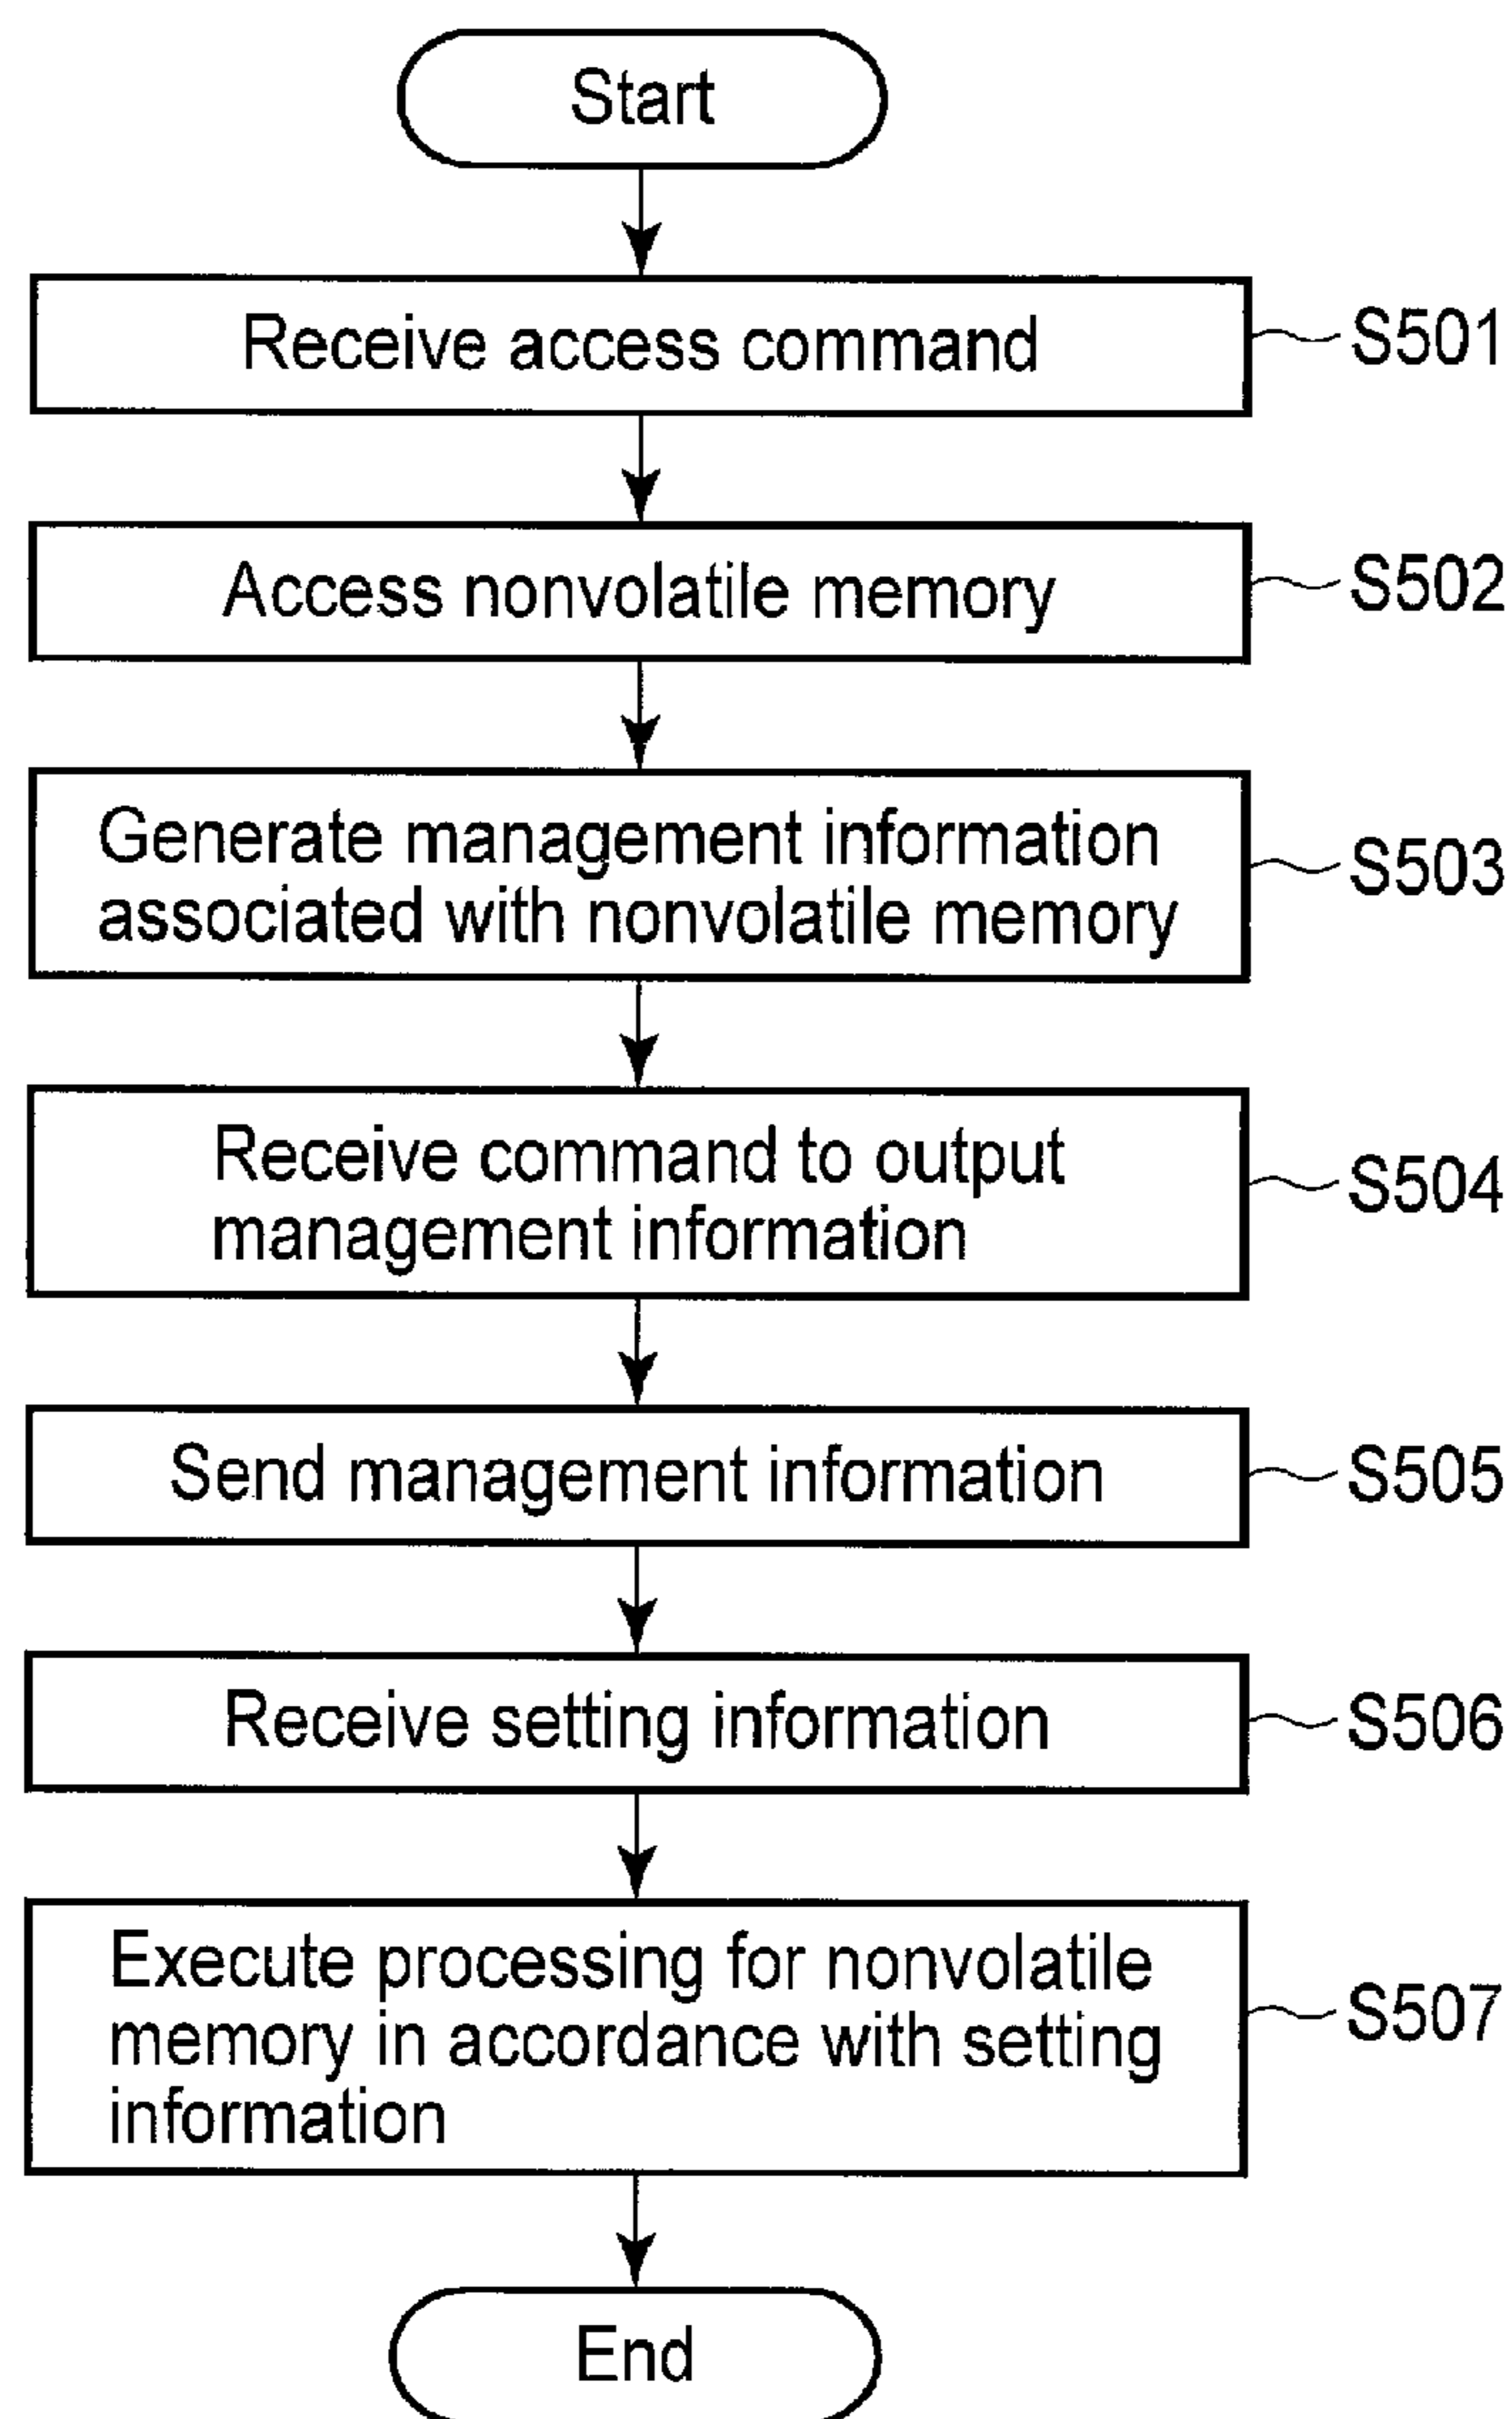 Start
Receive access command
S501
Access nonvolatile memory
S502
Generate management information
associated with nonvolatile memory
S503
Receive command to output
management information
S504
Send management information
S505
Receive setting information
S506
Execute processing for nonvolatile
memory in accordance with setting
information
S507
End